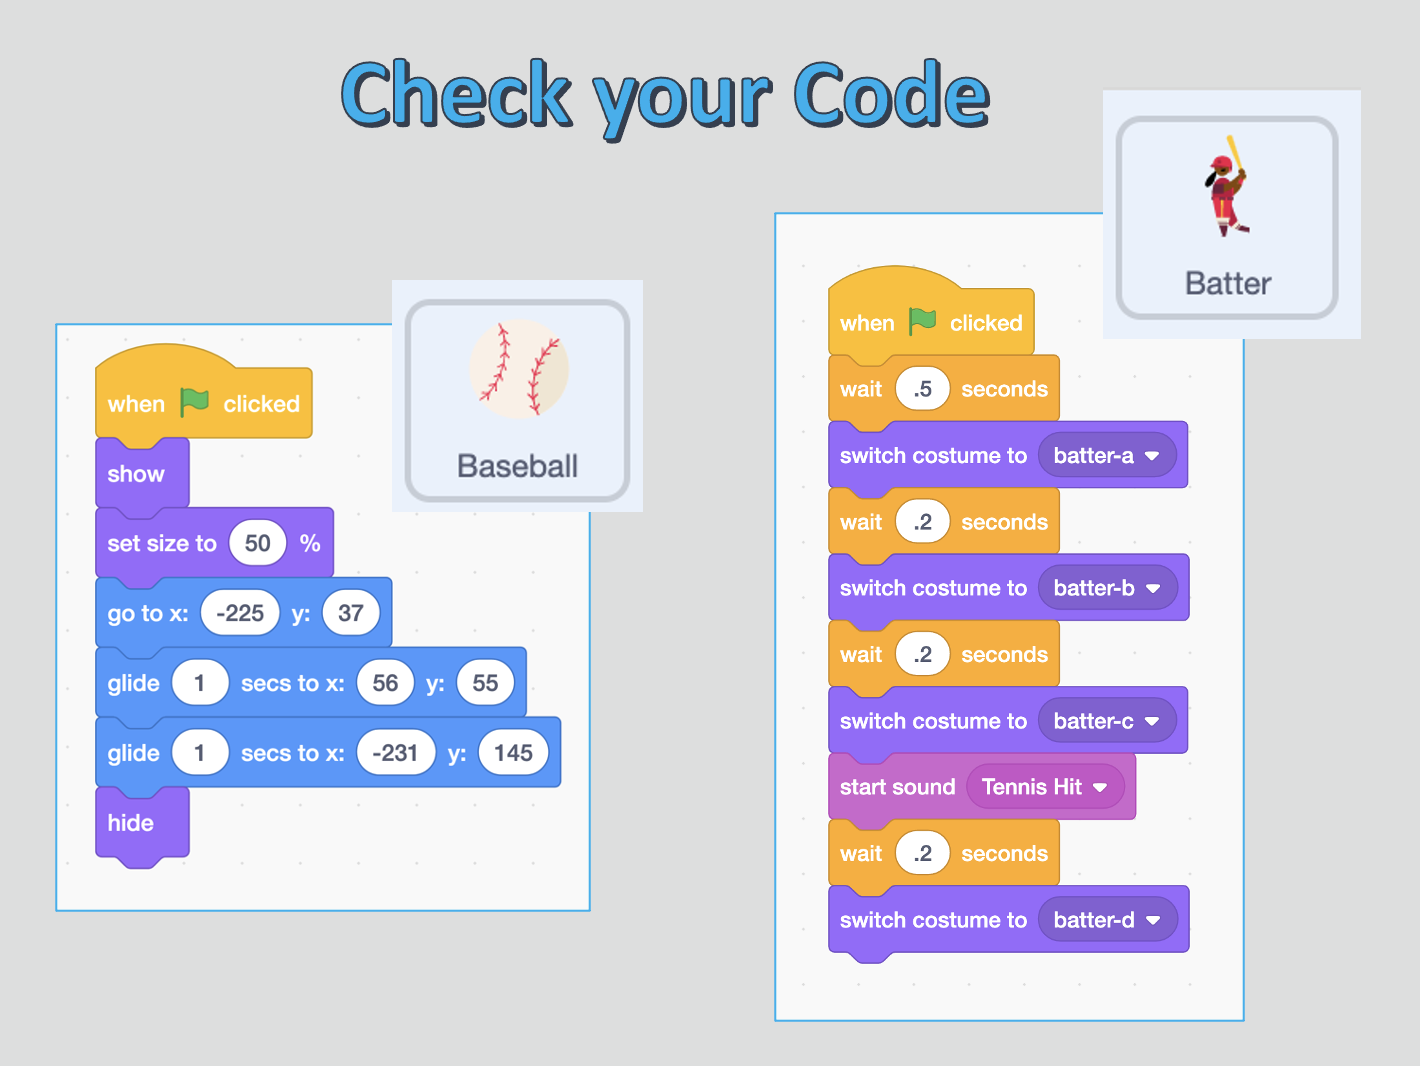 Check your Code
Baseball
when clicked
show
set size to 50 %
go to x: -225 y: 37
glide 1 secs to x: 56 y: 55
glide 1 secs to x: -231 y: 145
hide
Batter
when clicked
wait .5 seconds
switch costume to batter-a
wait .2 seconds
switch costume to batter-b
wait .2 seconds
switch costume to batter-c
start sound Tennis Hit
wait .2 seconds
switch costume to batter-d